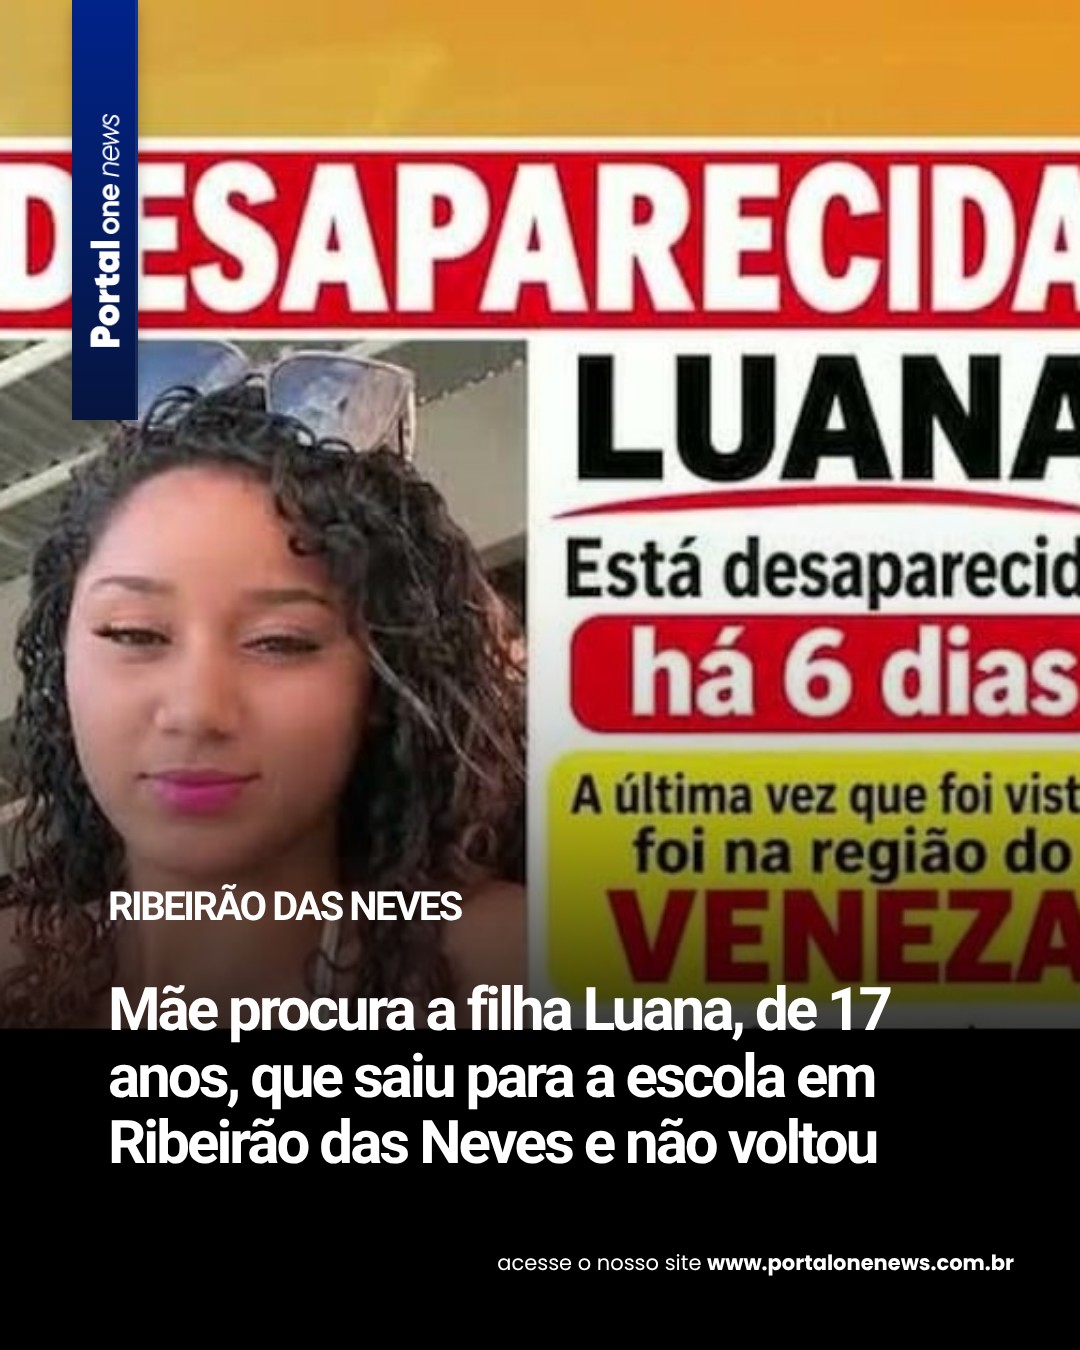 Portal one news
DESAPARECIDA
LUANA
Está desaparecid
há 6 dias
A última vez que foi vist
foi na região do
VENEZA
RIBEIRÃO DAS NEVES
Mãe procura a filha Luana, de 17
anos, que saiu para a escola em
Ribeirão das Neves e não voltou
acesse o nosso site www.portalonenews.com.br